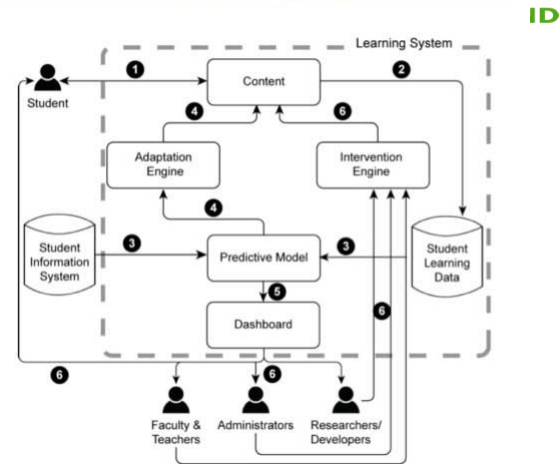 ID
Learning System
1
Content
2
Student
4
6
Adaptation
Engine
Intervention
Engine
4
Student
Information
System
3
Predictive Model
3
Student
Learning
Data
5
6
Dashboard
6
6
Faculty &
Teachers
Administrators
Researchers/
Developers